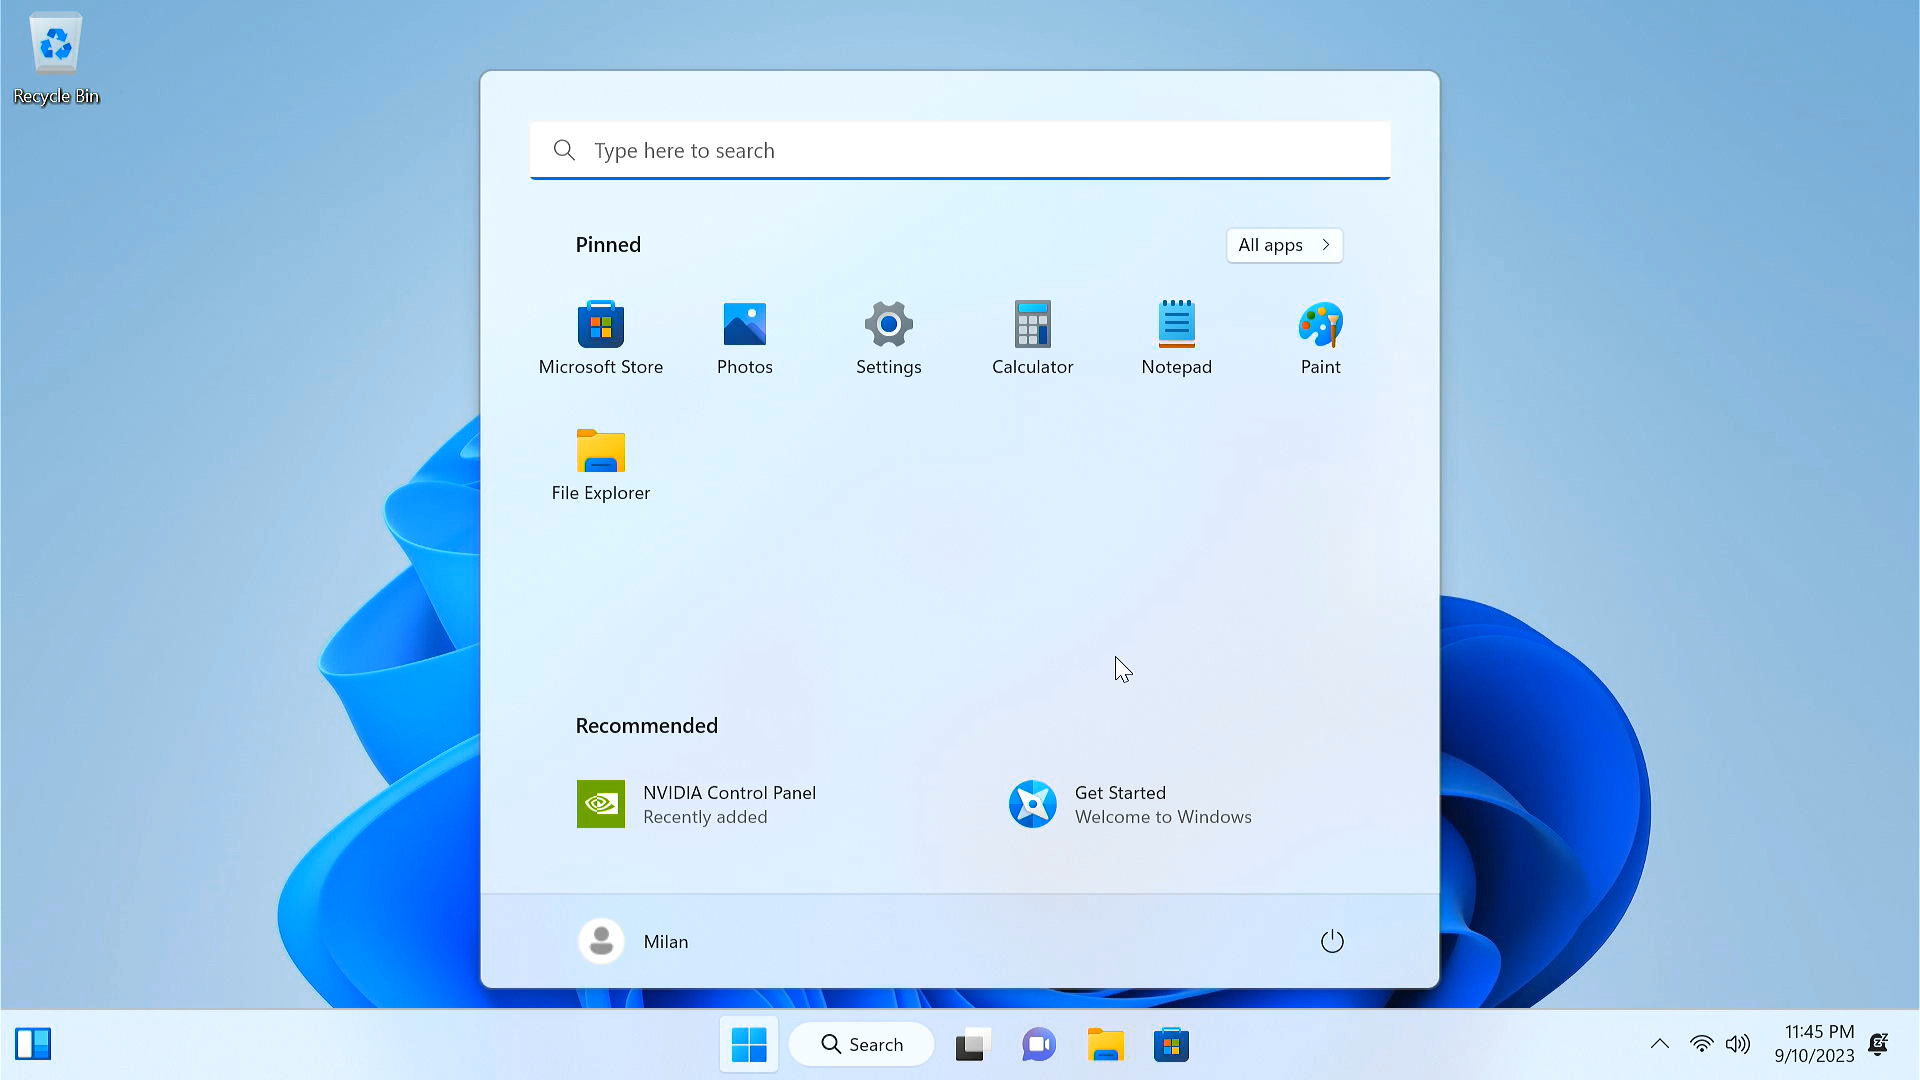 Recycle Bin
Type here to search
Pinned
All apps
Microsoft Store
Photos
Settings
Calculator
Notepad
Paint
File Explorer
Recommended
NVIDIA Control Panel
Recently added
Get Started
Welcome to Windows
Milan
Search
11:45 PM
9/10/2023